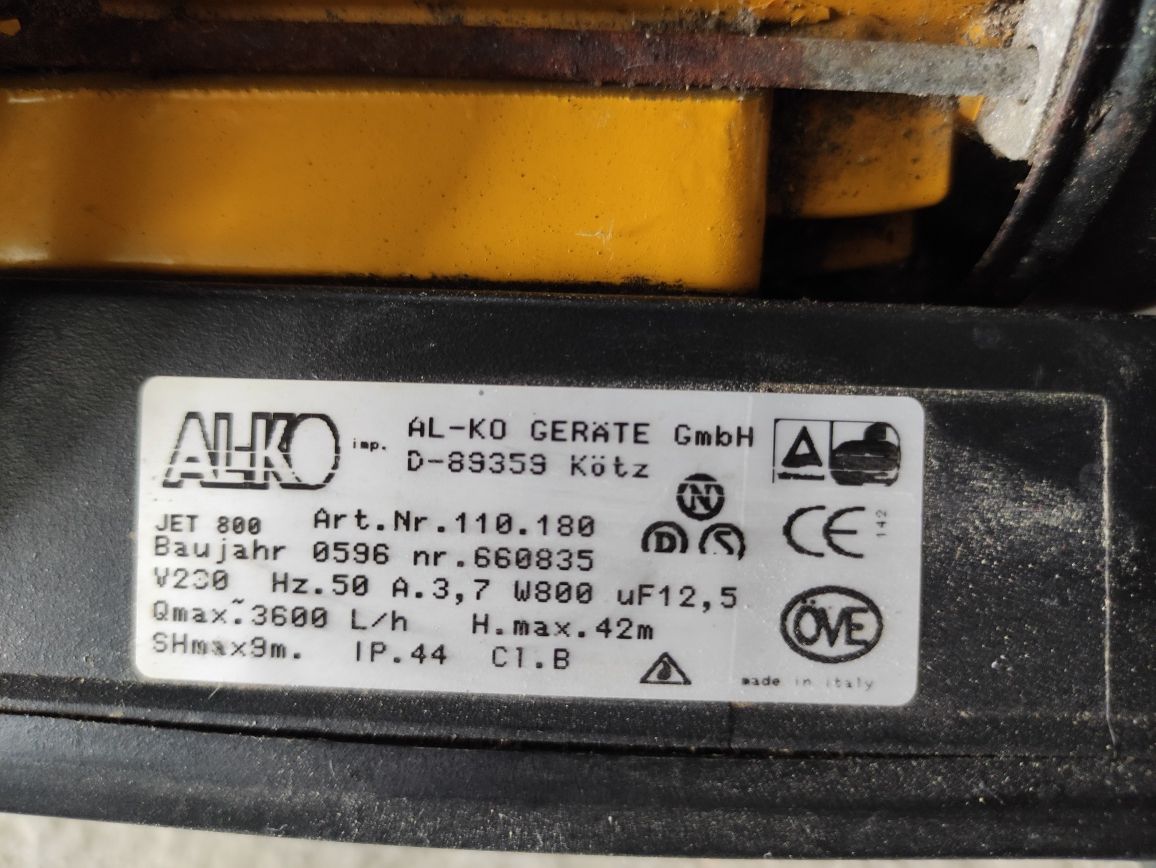 AL-KO imp. AL-KO GERÄTE GmbH
D-89359 Kötz
JET 800 Art.Nr.110.180
Baujahr 0596 nr.660835
V230 Hz.50 A.3,7 W800 uF12,5
Qmax.~3600 L/h H.max.42m
SHmax9m. IP.44 Cl.B
N
D S
CE 142
ÖVE
made in italy